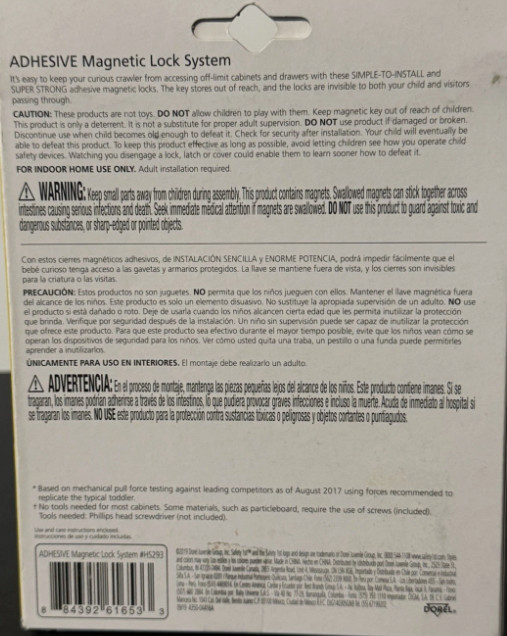 ADHESIVE Magnetic Lock System
It's easy to keep your curious crawler from accessing off-limit cabinets and drawers with these SIMPLE-TO-INSTALL and
SUPER STRONG adhesive magnetic locks. The key stores out of reach, and the locks are invisible to both your child and visitors
passing through.
CAUTION: These products are not toys. DO NOT allow children to play with them. Keep magnetic key out of reach of children.
This product is only a deterrent. It is not a substitute for proper adult supervision. DO NOT use product if damaged or broken.
Discontinue use when child becomes old enough to defeat it. Check for security after installation. Your child will eventually be
able to defeat this product. To keep this product effective as long as possible, avoid letting children see how you operate child
safety devices. Watching you disengage a lock, latch or cover could enable them to learn sooner how to defeat it.
FOR INDOOR HOME USE ONLY. Adult installation required.
⚠ WARNING: Keep small parts away from children during assembly. This product contains magnets. Swallowed magnets can stick together across
intestines causing serious infections and death. Seek immediate medical attention if magnets are swallowed. DO NOT use this product to guard against toxic and
dangerous substances, or sharp-edged or pointed objects.
Con estos cierres magnéticos adhesivos, de INSTALACIÓN SENCILLA y ENORME POTENCIA, podrá impedir fácilmente que el
bebé curioso tenga acceso a las gavetas y armarios protegidos. La llave se mantiene fuera de vista, y los cierres son invisibles
para la criatura o las visitas.
PRECAUCIÓN: Estos productos no son juguetes. NO permita que los niños jueguen con ellos. Mantener el llave magnética fuera
del alcance de los niños. Este producto es solo un elemento disuasivo. No sustituye la apropiada supervisión de un adulto. NO use
el producto si está dañado o roto. Deje de usarla cuando los niños alcancen cierta edad que les permita inutilizar la protección
que brinda. Verifique por seguridad después de la instalación. Un niño sin supervisión puede ser capaz de inutilizar la protección
que ofrece este producto. Para que este producto sea efectivo durante el mayor tiempo posible, evite que los niños vean cómo se
operan los dispositivos de seguridad para los niños. Ver cómo usted quita una traba, un pestillo o una funda puede permitirles
aprender a inutilizarlos.
ÚNICAMENTE PARA USO EN INTERIORES. El montaje debe realizarlo un adulto.
⚠ ADVERTENCIA: En el proceso de montaje, mantenga las piezas pequeñas lejos del alcance de los niños. Este producto contiene imanes. Si se
tragaran, los imanes podrían adherirse a través de los intestinos, lo que pudiera provocar graves infecciones e incluso la muerte. Acuda de inmediato al hospital si
se tragaran los imanes. NO USE este producto para la protección contra sustancias tóxicas o peligrosas y objetos cortantes o puntiagudos.
* Based on mechanical pull force testing against leading competitors as of August 2017 using forces recommended to
replicate the typical toddler.
† No tools needed for most cabinets. Some materials, such as particleboard, require the use of screws (included).
Tools needed: Phillips head screwdriver (not included).
Use and care instructions enclosed.
Instrucciones de uso y cuidado incluidas.
ADHESIVE Magnetic Lock System #HS293
6 84392 61653 3
DOREL